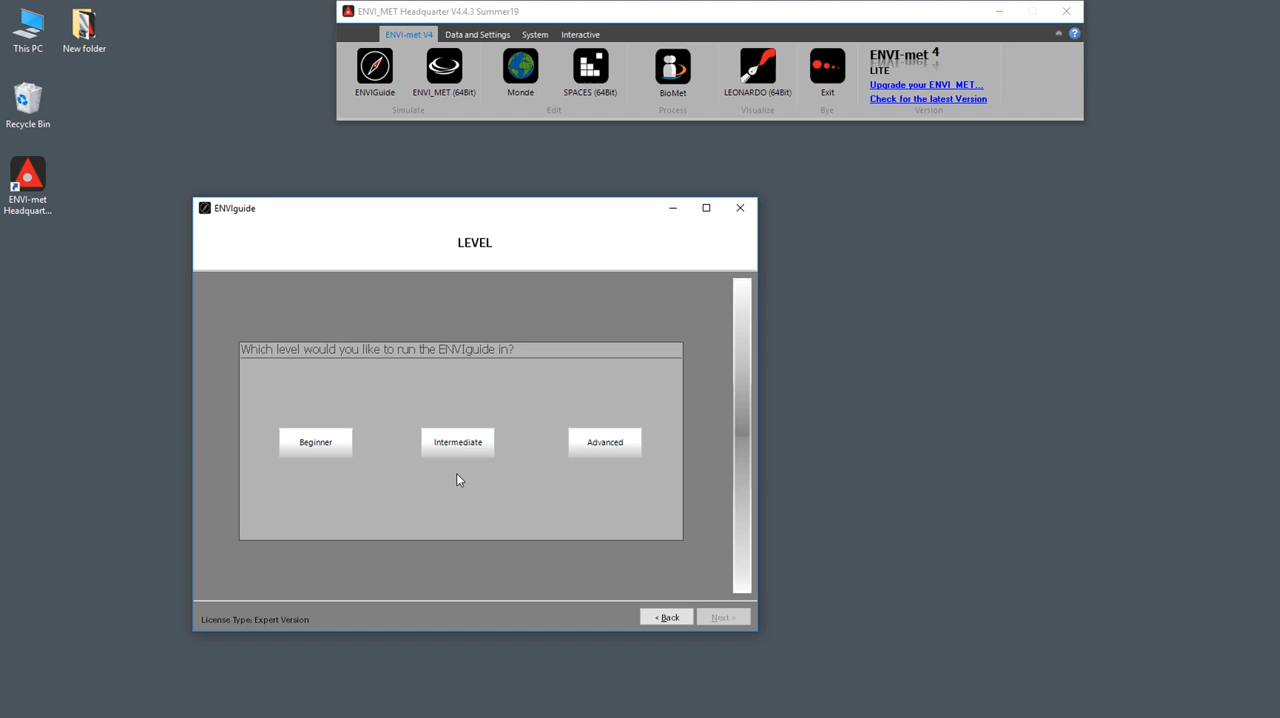 This PC
New folder
Recycle Bin
ENVI-met
Headquart...
ENVI_MET Headquarter V4.4.3 Summer19
ENVI-met V4
Data and Settings
System
Interactive
ENVIGuide
ENVI_MET (64Bit)
Monde
SPACES (64Bit)
BioMet
LEONARDO (64Bit)
Exit
ENVI-met 4
LITE
Upgrade your ENVI_MET...
Check for the latest Version
Simulate
Edit
Process
Visualize
Bye
Version
ENVIguide
LEVEL
Which level would you like to run the ENVIguide in?
Beginner
Intermediate
Advanced
License Type: Expert Version
< Back
Next >